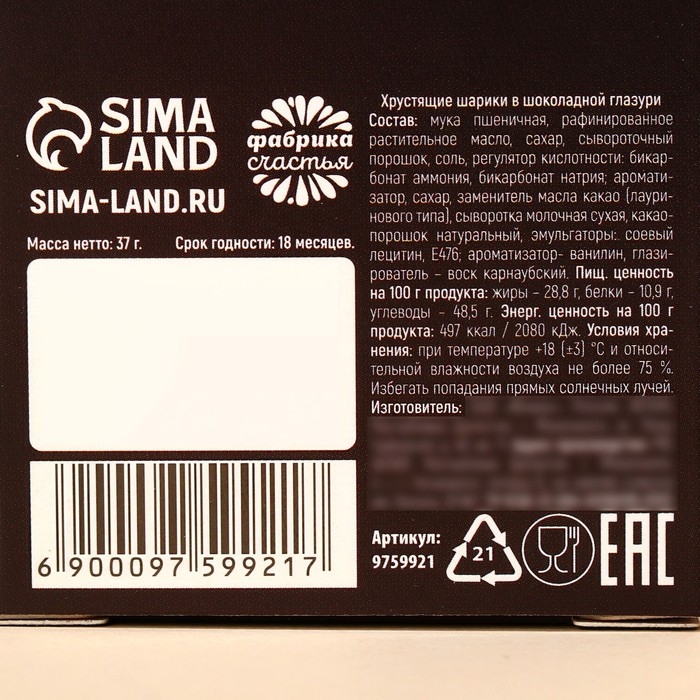 SIMA
LAND
фабрика
счастья
SIMA-LAND.RU
Масса нетто: 37 г. Срок годности: 18 месяцев.
6 900097 599217
Хрустящие шарики в шоколадной глазури
Состав: мука пшеничная, рафинированное
растительное масло, сахар, сывороточный
порошок, соль, регулятор кислотности: бикар-
бонат аммония, бикарбонат натрия; аромати-
затор, сахар, заменитель масла какао (лаури-
нового типа), сыворотка молочная сухая, какао-
порошок натуральный, эмульгаторы: соевый
лецитин, Е476; ароматизатор- ванилин, глази-
рователь – воск карнаубский. Пищ. ценность
на 100 г продукта: жиры – 28,8 г, белки – 10,9 г,
углеводы – 48,5 г. Энерг. ценность на 100 г
продукта: 497 ккал / 2080 кДж. Условия хра-
нения: при температуре +18 (±3) °С и относи-
тельной влажности воздуха не более 75 %.
Избегать попадания прямых солнечных лучей.
Изготовитель:
Артикул:
9759921
21
EAC